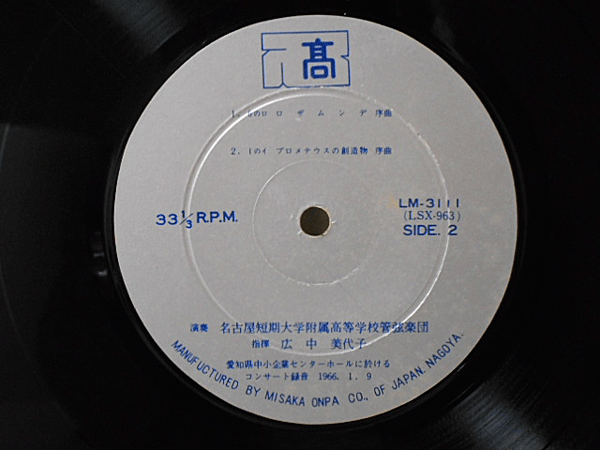 高
1. 5のロ ロ ザ ム ン デ 序曲
2. 1のイ プロメテウスの創造物 序曲
33⅓ R.P.M.
LM-3111
(LSX-963)
SIDE. 2
演奏 名古屋短期大学附属高等学校管弦楽団
指揮 広 中 美代子
愛知県中小企業センターホールに於ける
コンサート録音 1966. 1. 9
MANUFUCTURED BY MISAKA ONPA CO., OF JAPAN. NAGOYA.